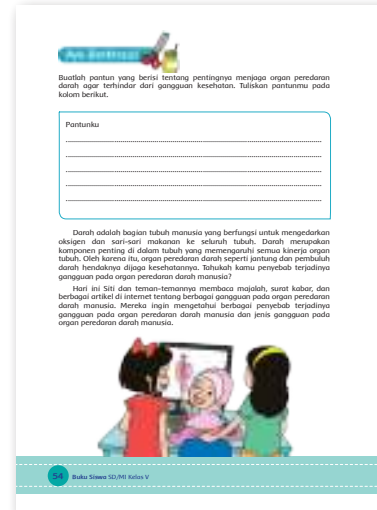 Ayo Berkreasi
Buatlah pantun yang berisi tentang pentingnya menjaga organ peredaran
darah agar terhindar dari gangguan kesehatan. Tuliskan pantunmu pada
kolom berikut.
Pantunku
Darah adalah bagian tubuh manusia yang berfungsi untuk mengedarkan
oksigen dan sari-sari makanan ke seluruh tubuh. Darah merupakan
komponen penting di dalam tubuh yang memengaruhi semua kinerja organ
tubuh. Oleh karena itu, organ peredaran darah seperti jantung dan pembuluh
darah hendaknya dijaga kesehatannya. Tahukah kamu penyebab terjadinya
gangguan pada organ peredaran darah manusia?
Hari ini Siti dan teman-temannya membaca majalah, surat kabar, dan
berbagai artikel di internet tentang berbagai gangguan pada organ peredaran
darah manusia. Mereka ingin mengetahui berbagai penyebab terjadinya
gangguan pada organ peredaran darah manusia dan jenis gangguan pada
organ peredaran darah manusia.
54 Buku Siswa SD/MI Kelas V